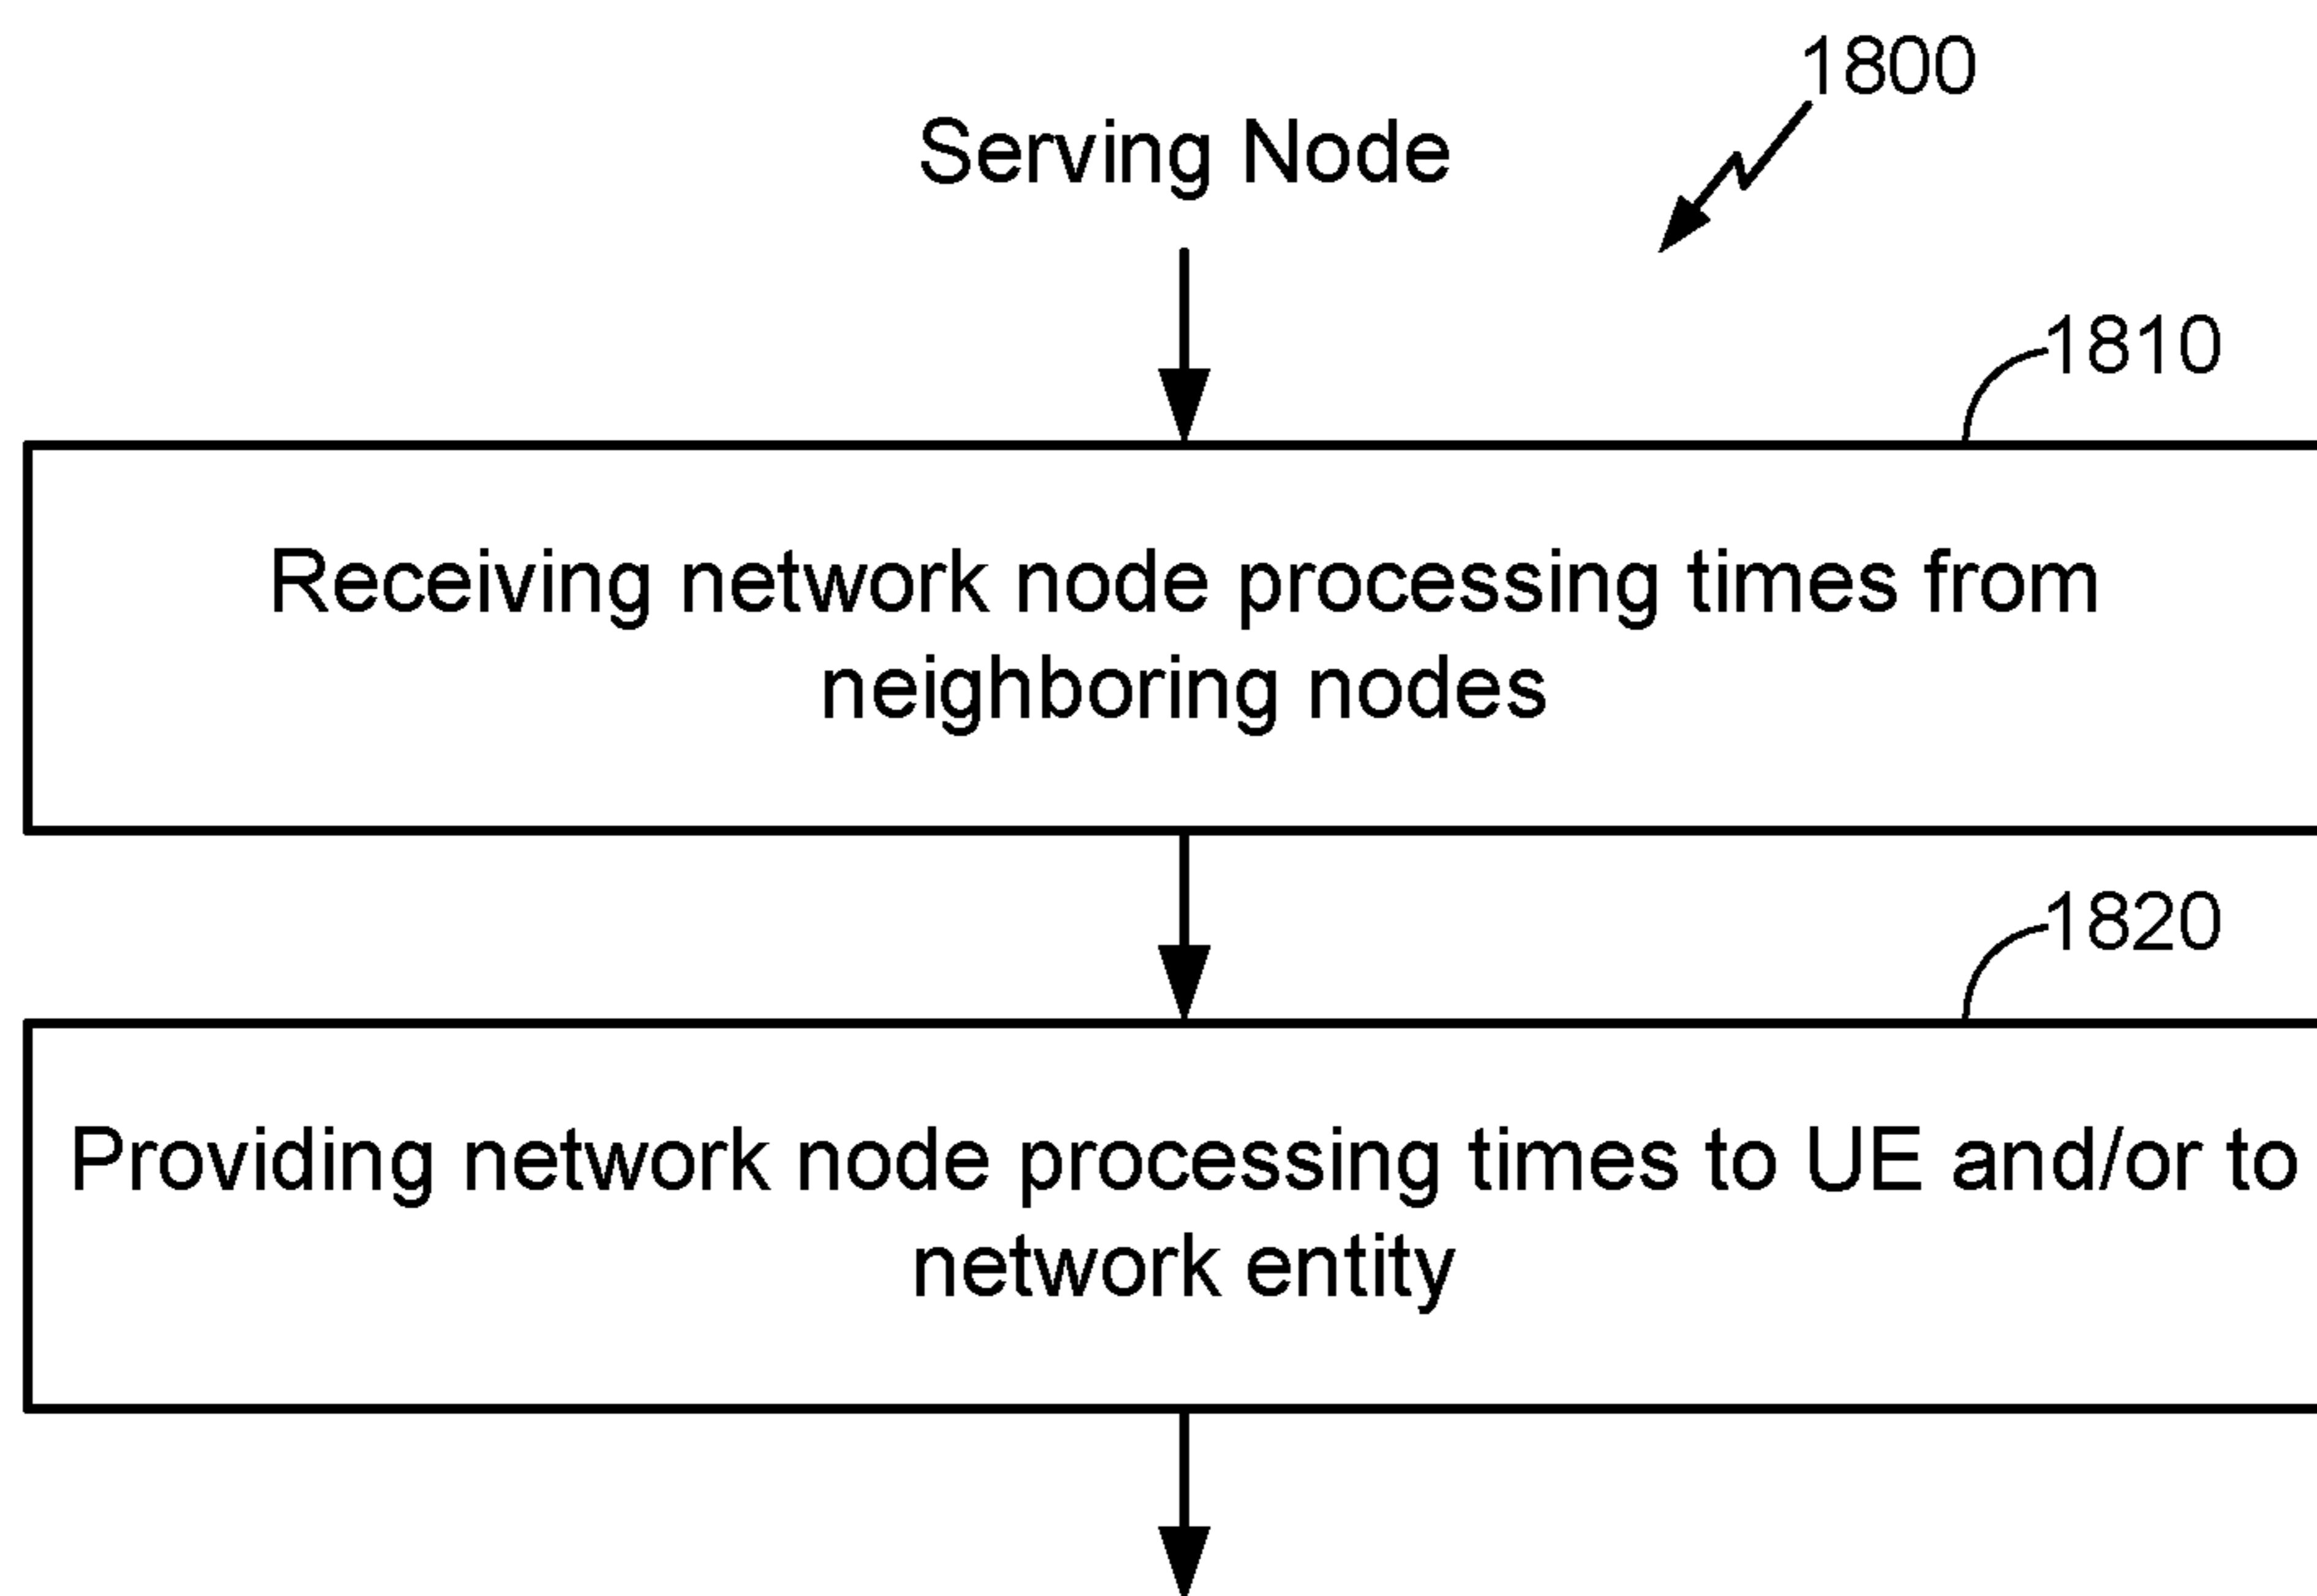 1800
Serving Node
1810
Receiving network node processing times from
neighboring nodes
1820
Providing network node processing times to UE and/or to
network entity